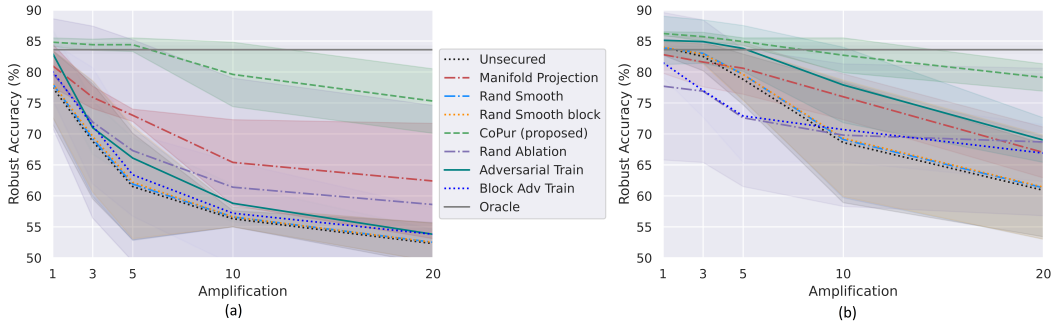 Robust Accuracy (%)
90
85
80
75
70
65
60
55
50
1
3
5
10
20
Amplification
(a)
Unsecured
Manifold Projection
Rand Smooth
Rand Smooth block
CoPur (proposed)
Rand Ablation
Adversarial Train
Block Adv Train
Oracle
Robust Accuracy (%)
90
85
80
75
70
65
60
55
50
1
3
5
10
20
Amplification
(b)